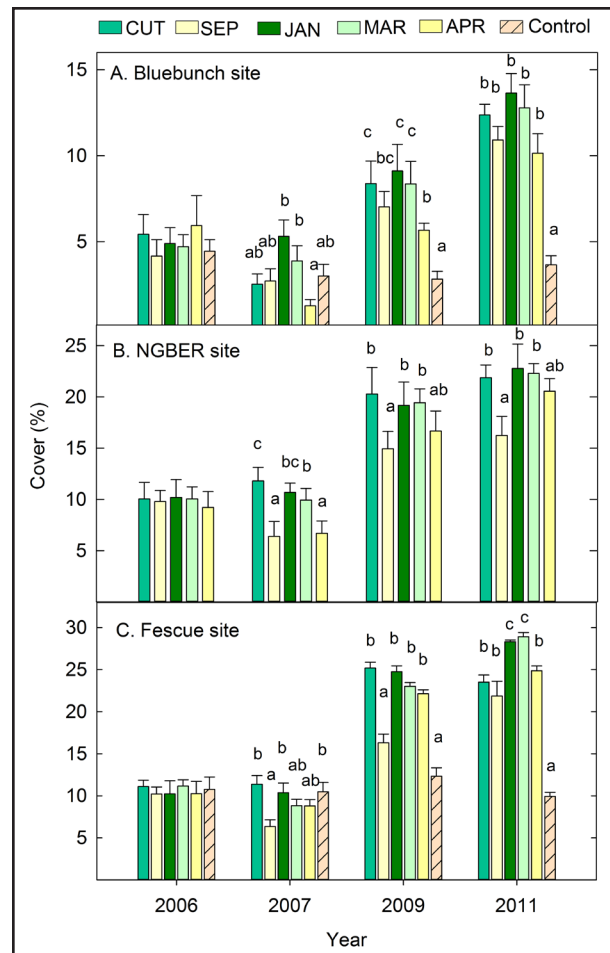 CUT SEP JAN MAR APR Control
A. Bluebunch site
15
10
5
ab ab b b a ab
c bc c c b a
b b b b b a
B. NGBER site
25
20
15
10
5
c a bc b a
b a b b ab
b a b b ab
C. Fescue site
30
25
20
15
10
5
b a b ab ab b
b a b b b a
b b c c b a
Cover (%)
2006 2007 2009 2011
Year